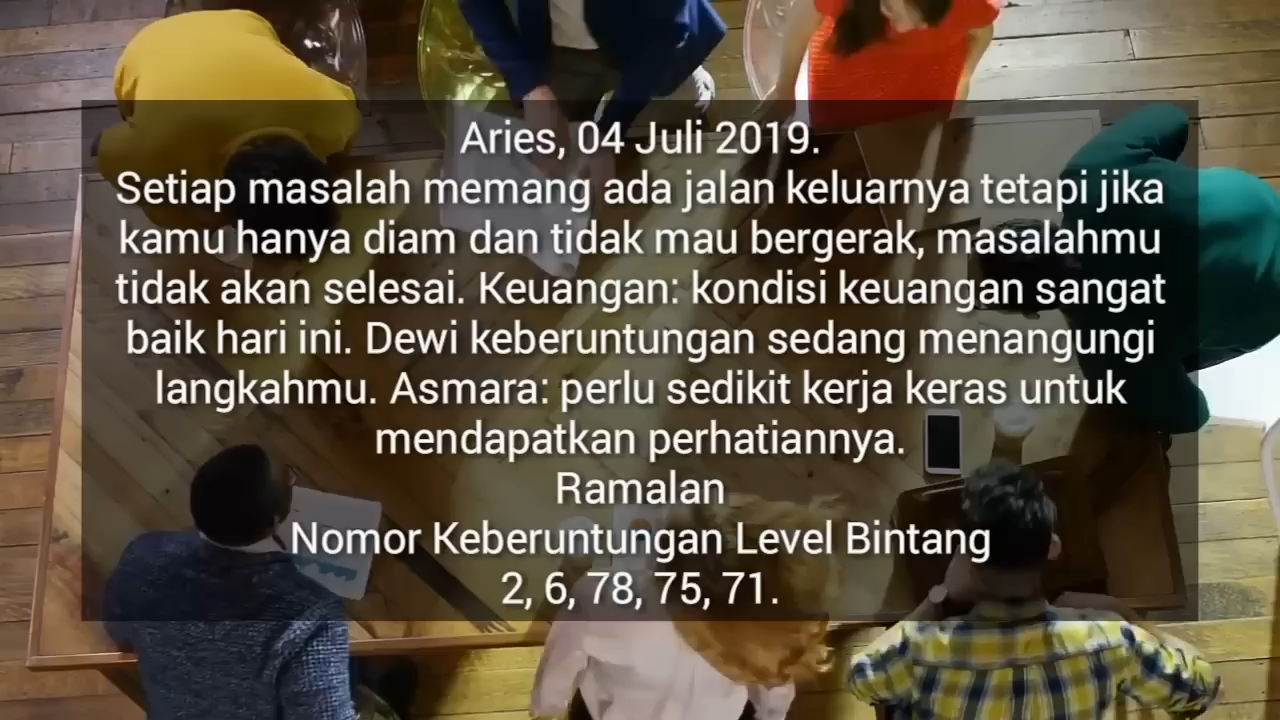 Aries, 04 Juli 2019.
Setiap masalah memang ada jalan keluarnya tetapi jika
kamu hanya diam dan tidak mau bergerak, masalahmu
tidak akan selesai. Keuangan: kondisi keuangan sangat
baik hari ini. Dewi keberuntungan sedang menangungi
langkahmu. Asmara: perlu sedikit kerja keras untuk
mendapatkan perhatiannya.
Ramalan
Nomor Keberuntungan Level Bintang
2, 6, 78, 75, 71.